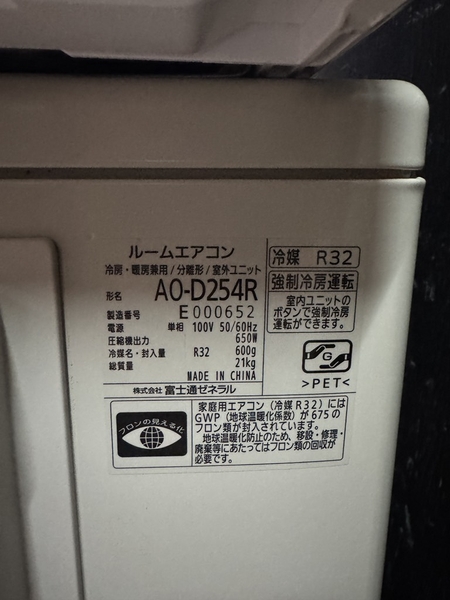 ルームエアコン
冷房・暖房兼用/分離形/室外ユニット
形名 AO-D254R
製造番号 E000652
電源 単相 100V 50/60Hz
圧縮機出力 650W
冷媒名・封入量 R32 600g
総質量 21kg
MADE IN CHINA
株式会社 富士通ゼネラル
冷媒 R32
強制冷房運転
室内ユニットの
ボタンで強制冷房
運転ができます。
G
>PET<
フロンの見える化
家庭用エアコン（冷媒R32）には
GWP（地球温暖化係数）が675の
フロン類が封入されています。
地球温暖化防止のため、移設・修理・
廃棄等にあたってはフロン類の回収が
必要です。